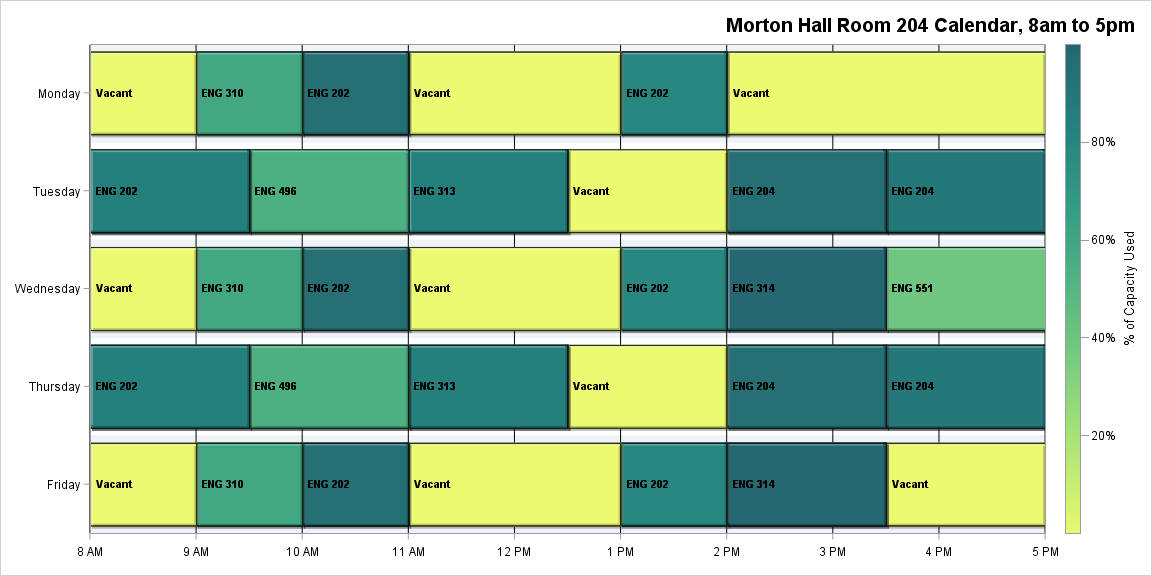 Morton Hall Room 204 Calendar, 8am to 5pm
Monday
Vacant
ENG 310
ENG 202
Vacant
ENG 202
Vacant
Tuesday
ENG 202
ENG 496
ENG 313
Vacant
ENG 204
ENG 204
Wednesday
Vacant
ENG 310
ENG 202
Vacant
ENG 202
ENG 314
ENG 551
Thursday
ENG 202
ENG 496
ENG 313
Vacant
ENG 204
ENG 204
Friday
Vacant
ENG 310
ENG 202
Vacant
ENG 202
ENG 314
Vacant
8 AM
9 AM
10 AM
11 AM
12 PM
1 PM
2 PM
3 PM
4 PM
5 PM
80%
60%
40%
20%
% of Capacity Used